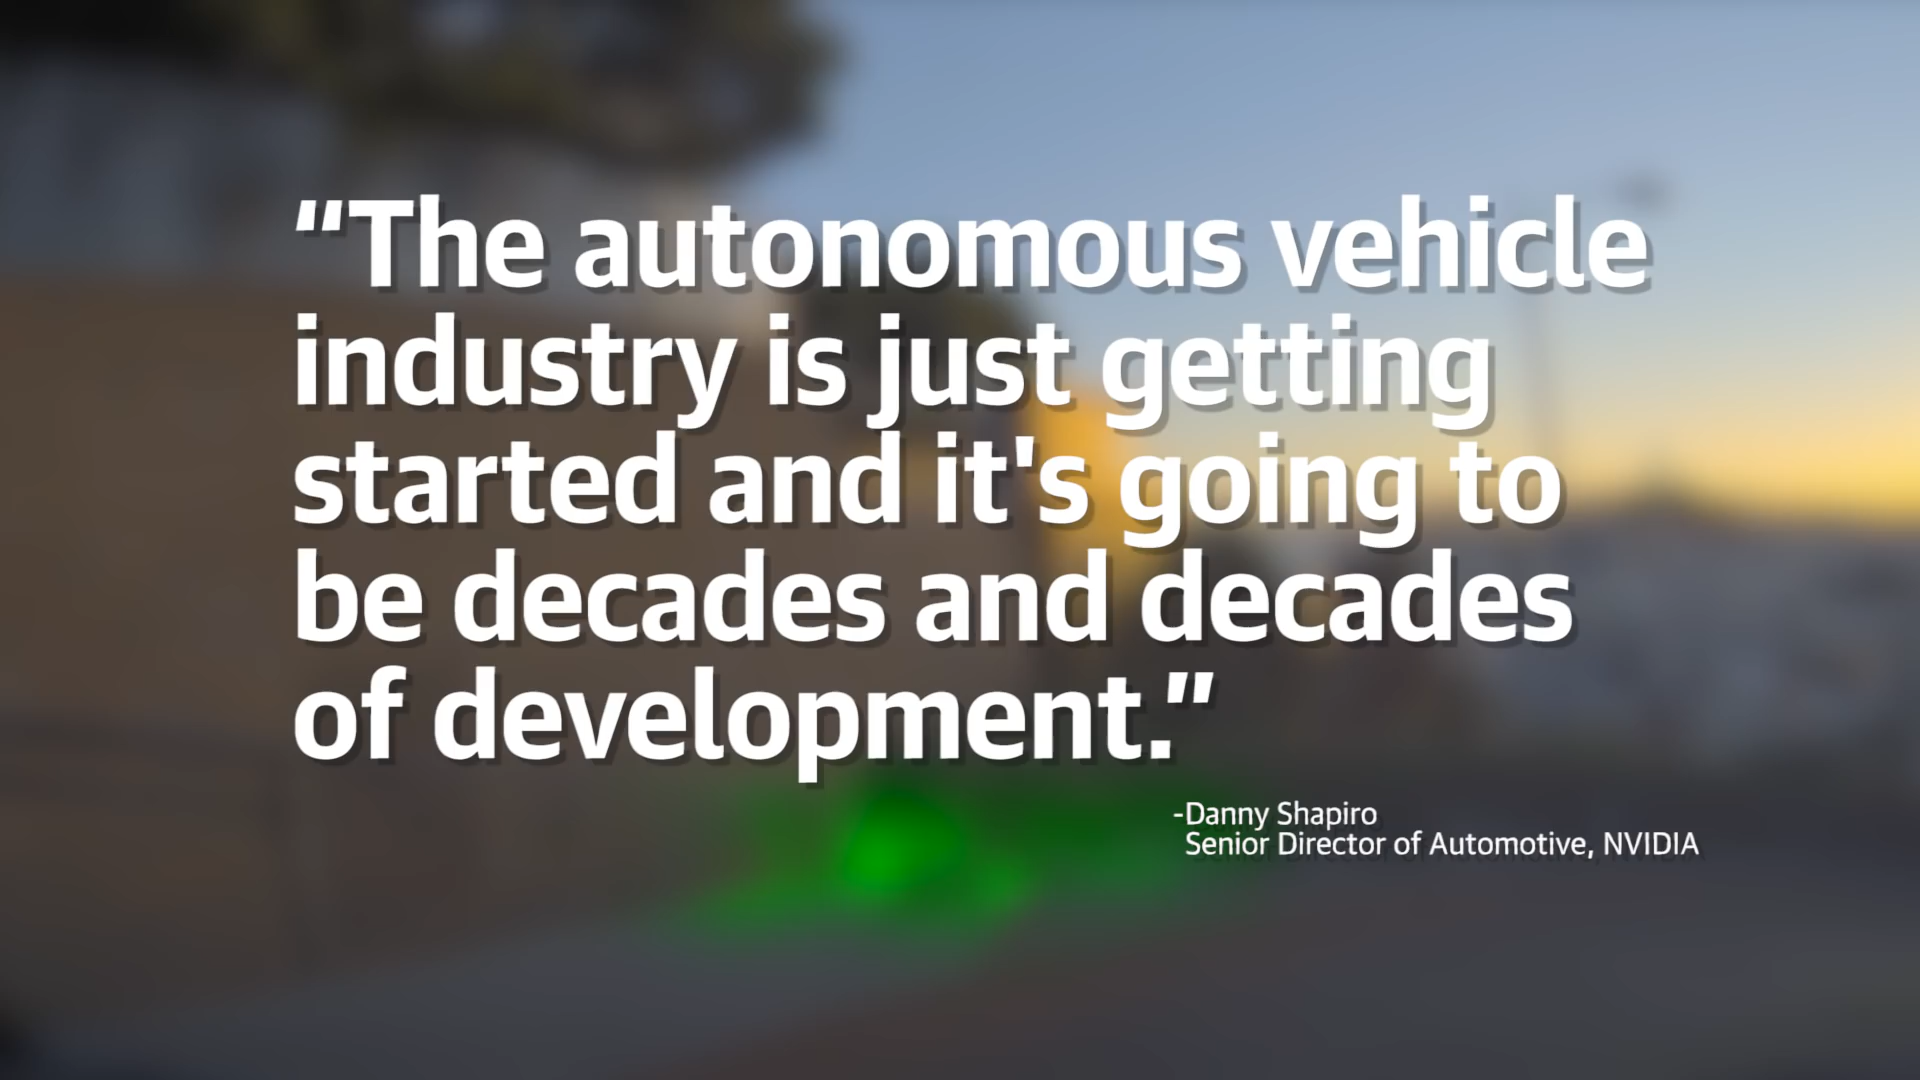 “The autonomous vehicle
industry is just getting
started and it's going to
be decades and decades
of development.”
-Danny Shapiro
Senior Director of Automotive, NVIDIA